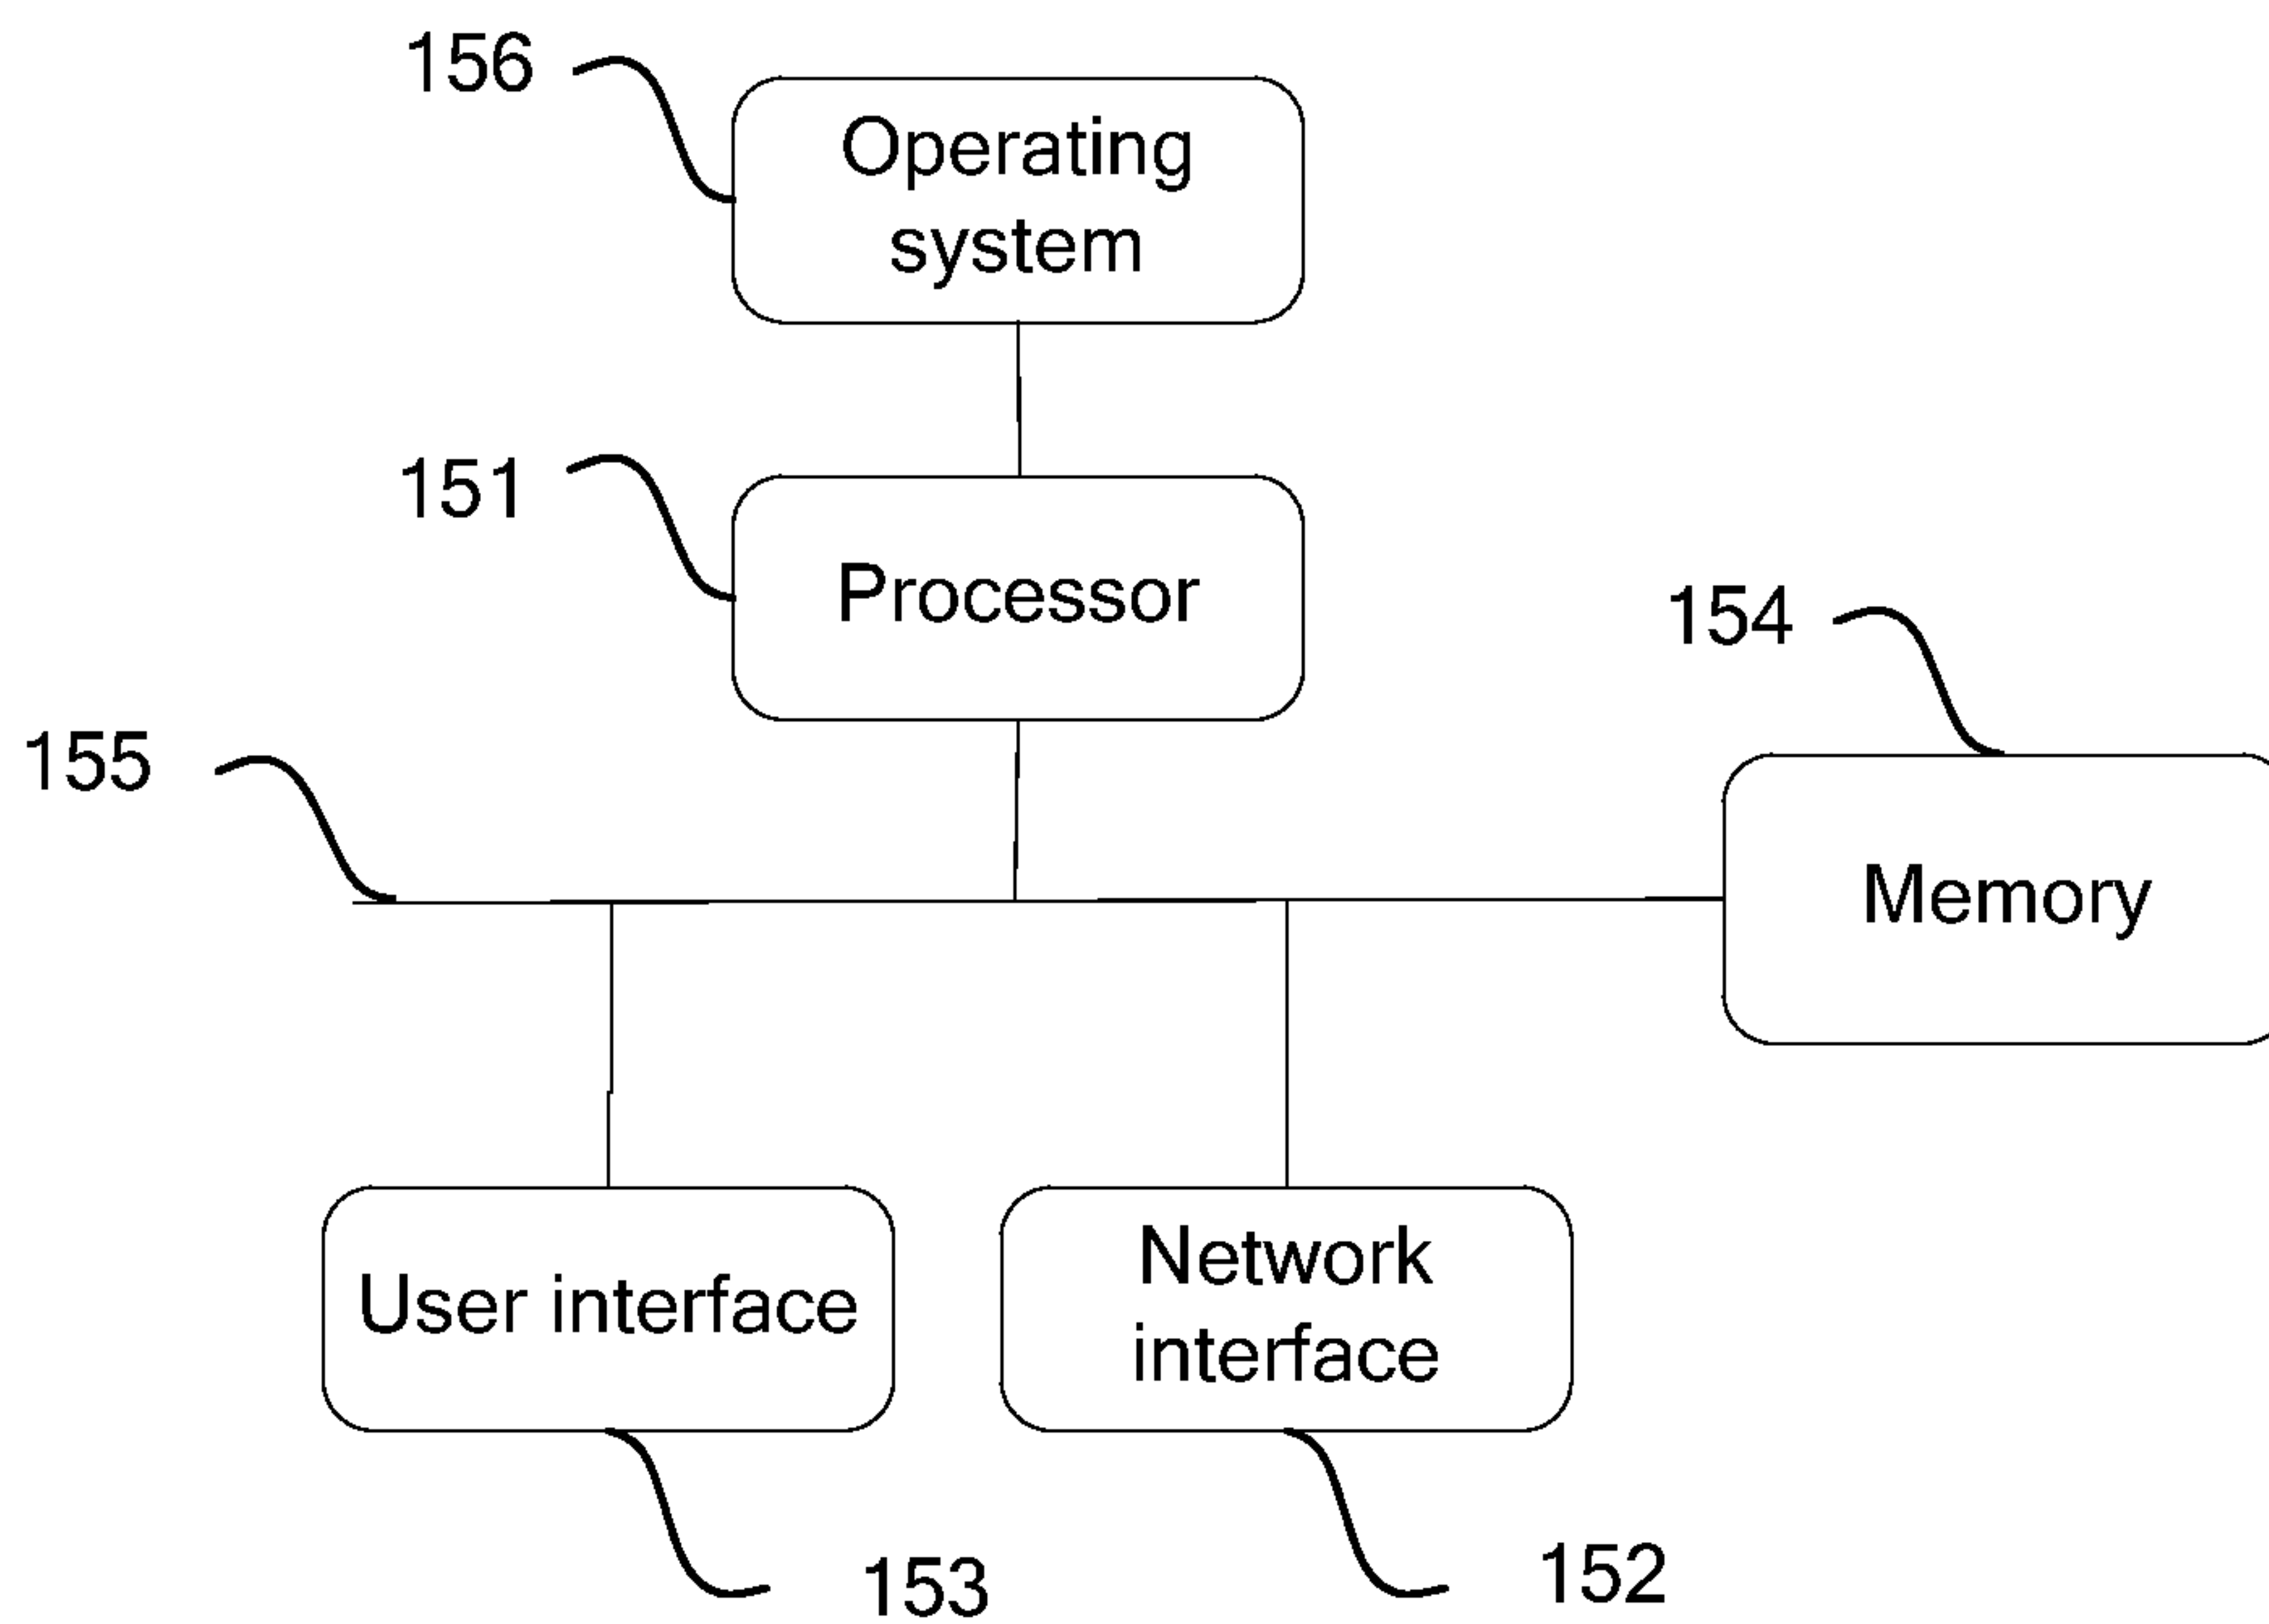 156
Operating
system
151
Processor
154
155
Memory
User interface
Network
interface
153
152